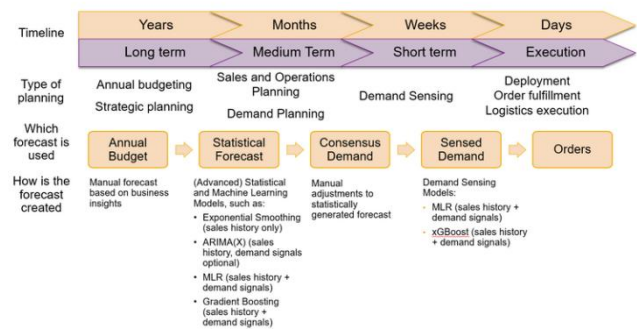 Timeline
Years
Months
Weeks
Days
Long term
Medium Term
Short term
Execution
Type of
planning
Annual budgeting
Strategic planning
Sales and Operations
Planning
Demand Planning
Demand Sensing
Deployment
Order fulfillment
Logistics execution
Which
forecast is
used
Annual
Budget
Statistical
Forecast
Consensus
Demand
Sensed
Demand
Orders
How is the
forecast
created
Manual forecast
based on business
insights
(Advanced) Statistical
and Machine Learning
Models, such as:
• Exponential Smoothing
(sales history only)
• ARIMA(X) (sales
history, demand signals
optional)
• MLR (sales history +
demand signals)
• Gradient Boosting
(sales history +
demand signals)
Manual
adjustments to
statistically
generated forecast
Demand Sensing
Models:
• MLR (sales history +
demand signals)
• xGBoost (sales history
+ demand signals)